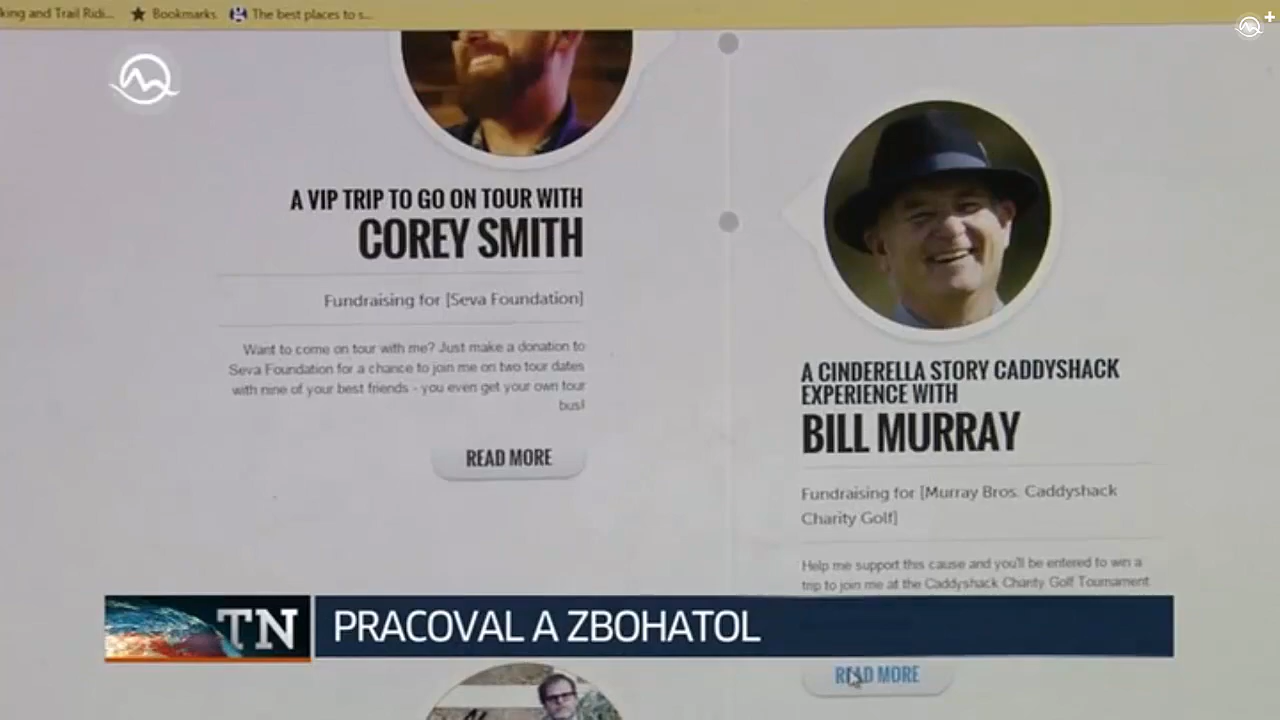 king and Trail Ridi...
Bookmarks
The best places to s...
A VIP TRIP TO GO ON TOUR WITH
COREY SMITH
Fundraising for [Seva Foundation]
Want to come on tour with me? Just make a donation to
Seva Foundation for a chance to join me on two tour dates
with nine of your best friends - you even get your own tour
bus!
READ MORE
A CINDERELLA STORY CADDYSHACK
EXPERIENCE WITH
BILL MURRAY
Fundraising for [Murray Bros. Caddyshack
Charity Golf]
Help me support this cause and you'll be entered to win a
trip to join me at the Caddyshack Charity Golf Tournament
TN
PRACOVAL A ZBOHATOL
READ MORE